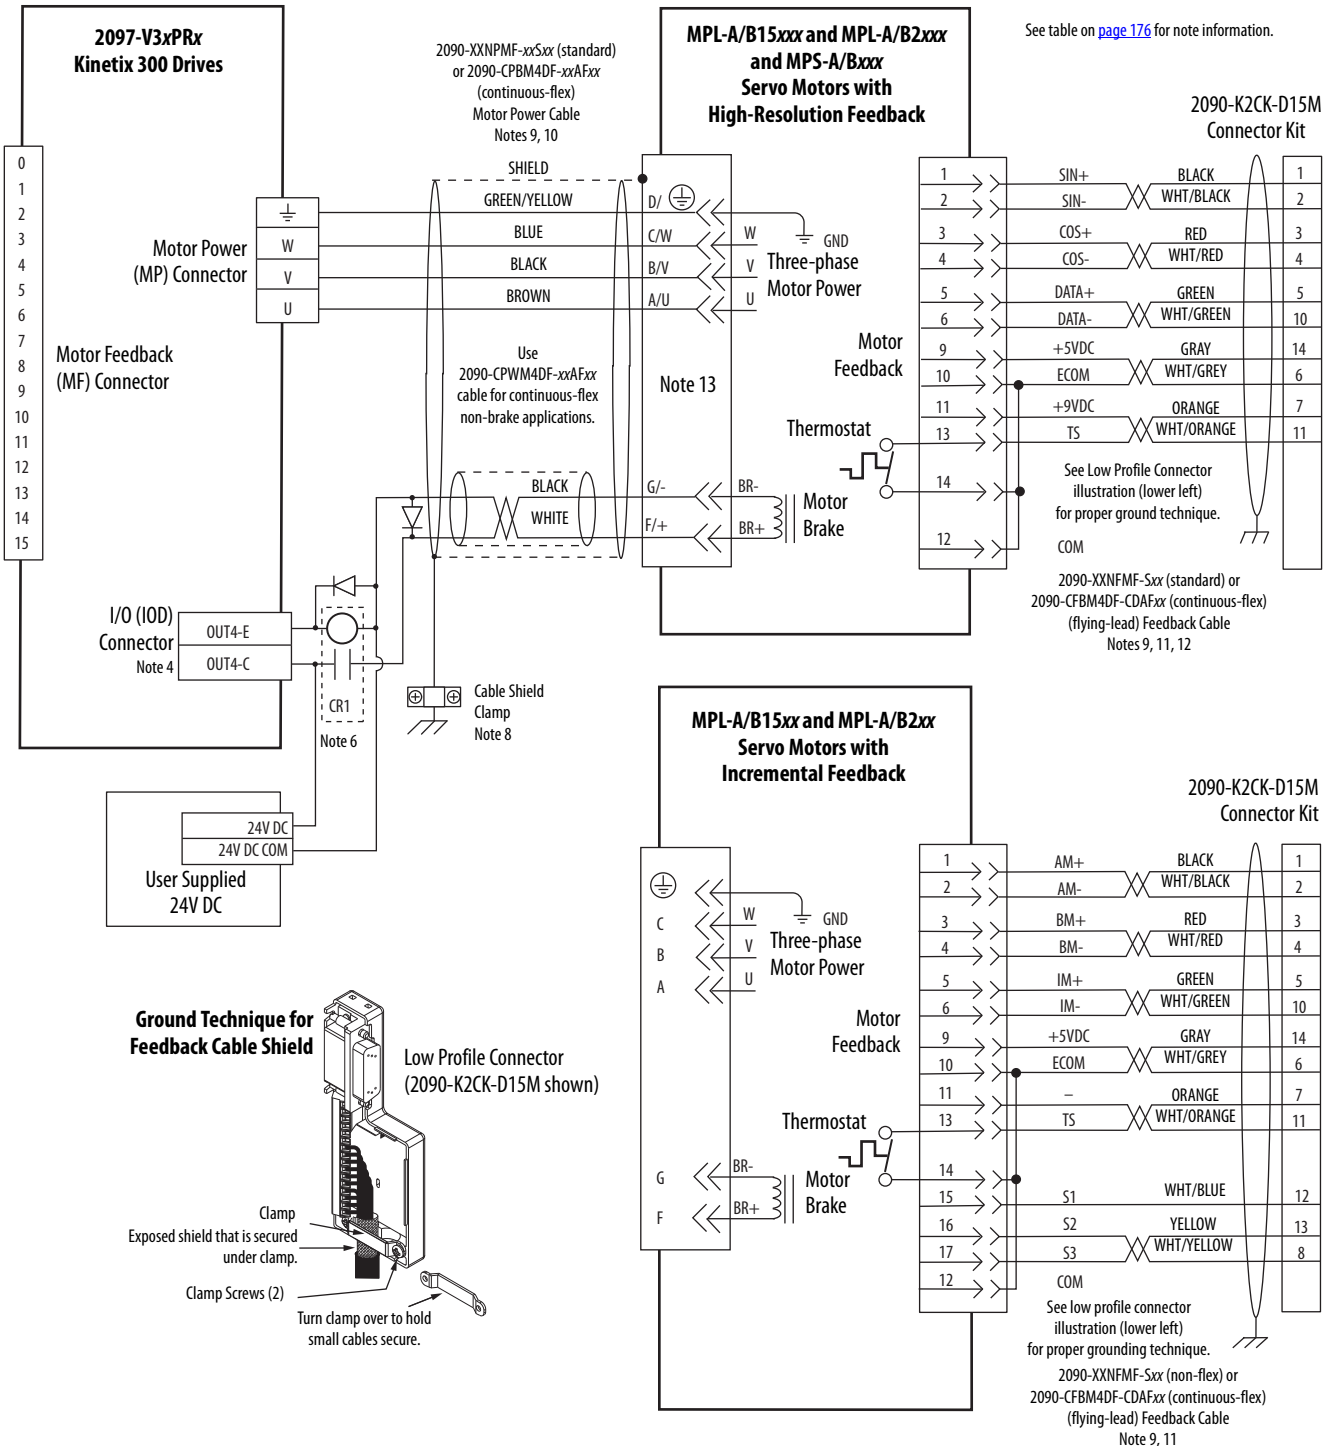 2097-V3xPRx
Kinetix 300 Drives
0
1
2
3
4
5
6
7
8
9
10
11
12
13
14
15
Motor Power
(MP) Connector
W
V
U
Motor Feedback
(MF) Connector
I/O (IOD)
Connector
Note 4
OUT4-E
OUT4-C
CR1
Note 6
24V DC
24V DC COM
User Supplied
24V DC
2090-XXNPMF-xxSxx (standard)
or 2090-CPBM4DF-xxAFxx
(continuous-flex)
Motor Power Cable
Notes 9, 10
SHIELD
GREEN/YELLOW
BLUE
BLACK
BROWN
Use
2090-CPWM4DF-xxAFxx
cable for continuous-flex
non-brake applications.
BLACK
WHITE
Cable Shield
Clamp
Note 8
MPL-A/B15xxx and MPL-A/B2xxx
and MPS-A/Bxxx
Servo Motors with
High-Resolution Feedback
D/
C/W
B/V
A/U
Note 13
G/-
F/+
GND
W
V
U
Three-phase
Motor Power
Motor
Feedback
Thermostat
BR-
BR+
Motor
Brake
See table on page 176 for note information.
2090-K2CK-D15M
Connector Kit
1 SIN+ BLACK 1
2 SIN- WHT/BLACK 2
3 COS+ RED 3
4 COS- WHT/RED 4
5 DATA+ GREEN 5
6 DATA- WHT/GREEN 10
9 +5VDC GRAY 14
10 ECOM WHT/GREY 6
11 +9VDC ORANGE 7
13 TS WHT/ORANGE 11
14
12 COM
See Low Profile Connector
illustration (lower left)
for proper ground technique.
2090-XXNFMF-Sxx (standard) or
2090-CFBM4DF-CDAFxx (continuous-flex)
(flying-lead) Feedback Cable
Notes 9, 11, 12
MPL-A/B15xx and MPL-A/B2xx
Servo Motors with
Incremental Feedback
C
B
A
G
F
GND
W
V
U
Three-phase
Motor Power
Motor
Feedback
Thermostat
BR-
BR+
Motor
Brake
2090-K2CK-D15M
Connector Kit
1 AM+ BLACK 1
2 AM- WHT/BLACK 2
3 BM+ RED 3
4 BM- WHT/RED 4
5 IM+ GREEN 5
6 IM- WHT/GREEN 10
9 +5VDC GRAY 14
10 ECOM WHT/GREY 6
11 – ORANGE 7
13 TS WHT/ORANGE 11
14
15 S1 WHT/BLUE 12
16 S2 YELLOW 13
17 S3 WHT/YELLOW 8
12 COM
See low profile connector
illustration (lower left)
for proper grounding technique.
2090-XXNFMF-Sxx (non-flex) or
2090-CFBM4DF-CDAFxx (continuous-flex)
(flying-lead) Feedback Cable
Note 9, 11
Ground Technique for
Feedback Cable Shield
Low Profile Connector
(2090-K2CK-D15M shown)
Clamp
Exposed shield that is secured
under clamp.
Clamp Screws (2)
Turn clamp over to hold
small cables secure.